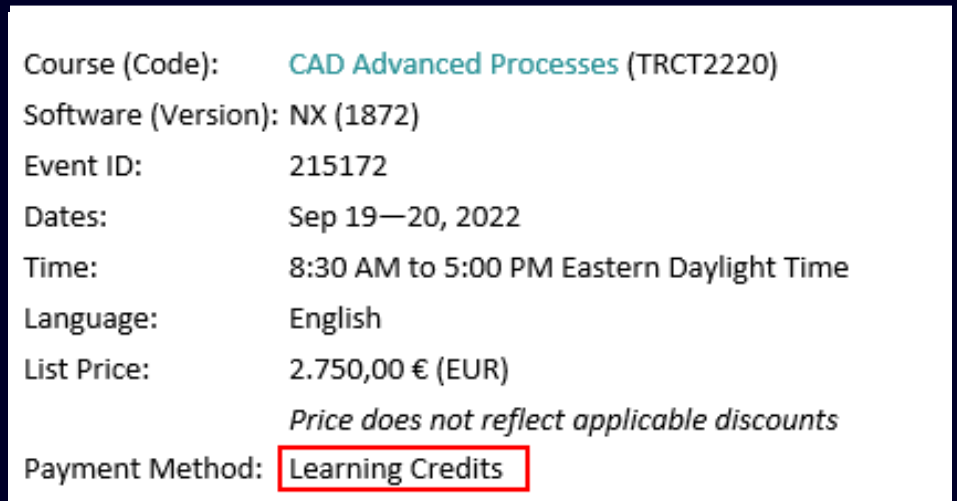 Course (Code): CAD Advanced Processes (TRCT2220)
Software (Version): NX (1872)
Event ID: 215172
Dates: Sep 19—20, 2022
Time: 8:30 AM to 5:00 PM Eastern Daylight Time
Language: English
List Price: 2.750,00 € (EUR)
Price does not reflect applicable discounts
Payment Method: Learning Credits